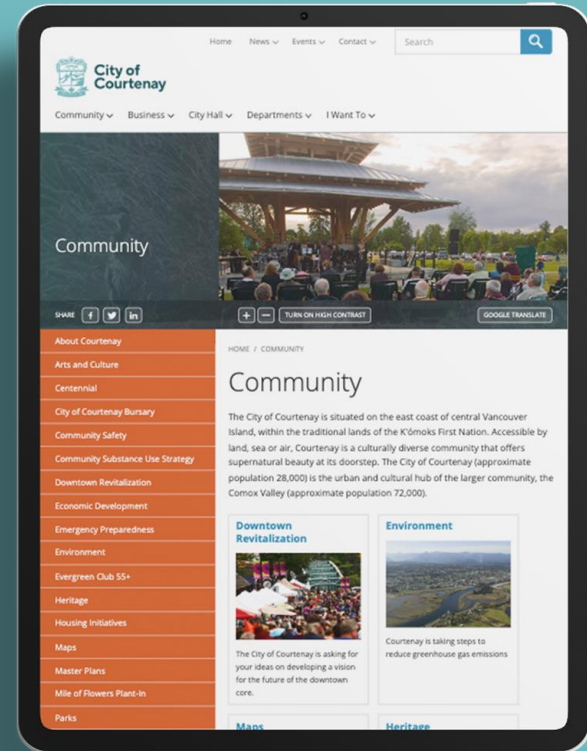 Home News Events Contact Search
City of
Courtenay
Community Business City Hall Departments I Want To
Community
SHARE f in + − TURN ON HIGH CONTRAST GOOGLE TRANSLATE
About Courtenay
Arts and Culture
Centennial
City of Courtenay Bursary
Community Safety
Community Substance Use Strategy
Downtown Revitalization
Economic Development
Emergency Preparedness
Environment
Evergreen Club 55+
Heritage
Housing Initiatives
Maps
Master Plans
Mile of Flowers Plant-In
Parks
HOME / COMMUNITY
Community
The City of Courtenay is situated on the east coast of central Vancouver
Island, within the traditional lands of the K'ómoks First Nation. Accessible by
land, sea or air, Courtenay is a culturally diverse community that offers
supernatural beauty at its doorstep. The City of Courtenay (approximate
population 28,000) is the urban and cultural hub of the larger community, the
Comox Valley (approximate population 72,000).
Downtown
Revitalization
The City of Courtenay is asking for
your ideas on developing a vision
for the future of the downtown
core.
Environment
Courtenay is taking steps to
reduce greenhouse gas emissions
Maps
Heritage